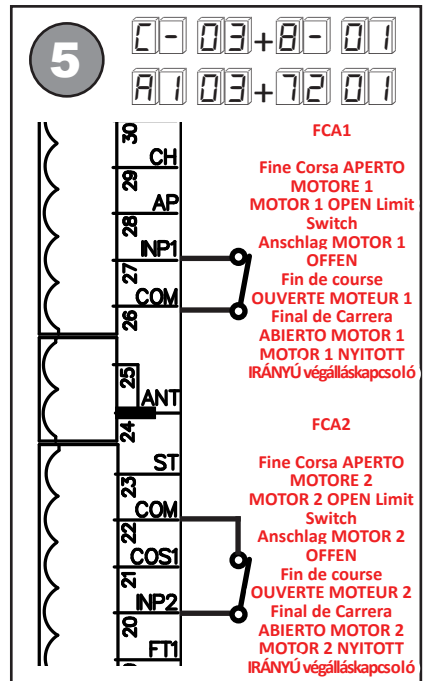 5
C- 03+8- 01
A1 03+72 01
FCA1
Fine Corsa APERTO
MOTORE 1
MOTOR 1 OPEN Limit
Switch
Anschlag MOTOR 1
OFFEN
Fin de course
OUVERTE MOTEUR 1
Final de Carrera
ABIERTO MOTOR 1
MOTOR 1 NYITOTT
IRÁNYÚ végálláskapcsoló
FCA2
Fine Corsa APERTO
MOTORE 2
MOTOR 2 OPEN Limit
Switch
Anschlag MOTOR 2
OFFEN
Fin de course
OUVERTE MOTEUR 2
Final de Carrera
ABIERTO MOTOR 2
MOTOR 2 NYITOTT
IRÁNYÚ végálláskapcsoló
30
CH
29
AP
28
INP1
27
COM
26
25
ANT
24
ST
23
COM
22
COS1
21
INP2
20
FT1